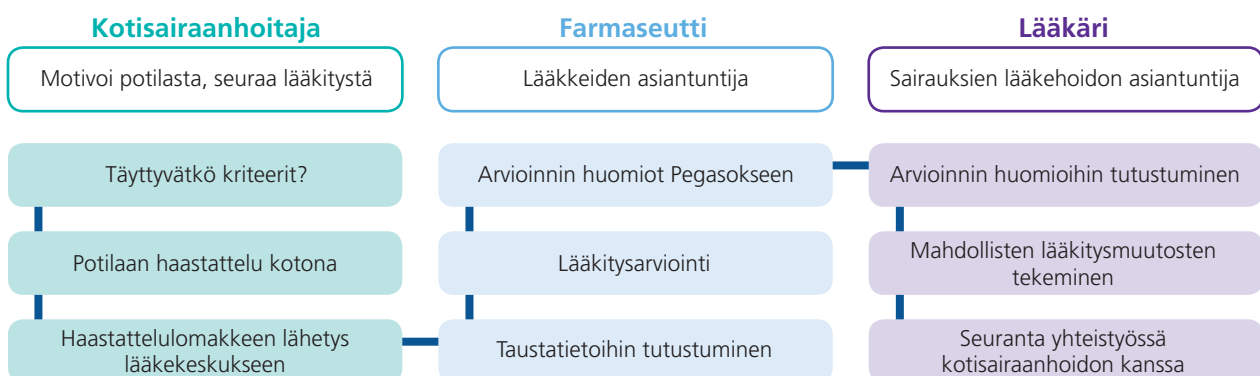 Kotisairaanhoitaja
Motivoi potilasta, seuraa lääkitystä
Täyttyvätkö kriteerit?
Potilaan haastattelu kotona
Haastattelulomakkeen lähetys
lääkekeskukseen
Farmaseutti
Lääkkeiden asiantuntija
Arvioinnin huomiot Pegasokseen
Lääkitysarviointi
Taustatietoihin tutustuminen
Lääkäri
Sairauksien lääkehoidon asiantuntija
Arvioinnin huomioihin tutustuminen
Mahdollisten lääkitysmuutosten
tekeminen
Seuranta yhteistyössä
kotisairaanhoidon kanssa